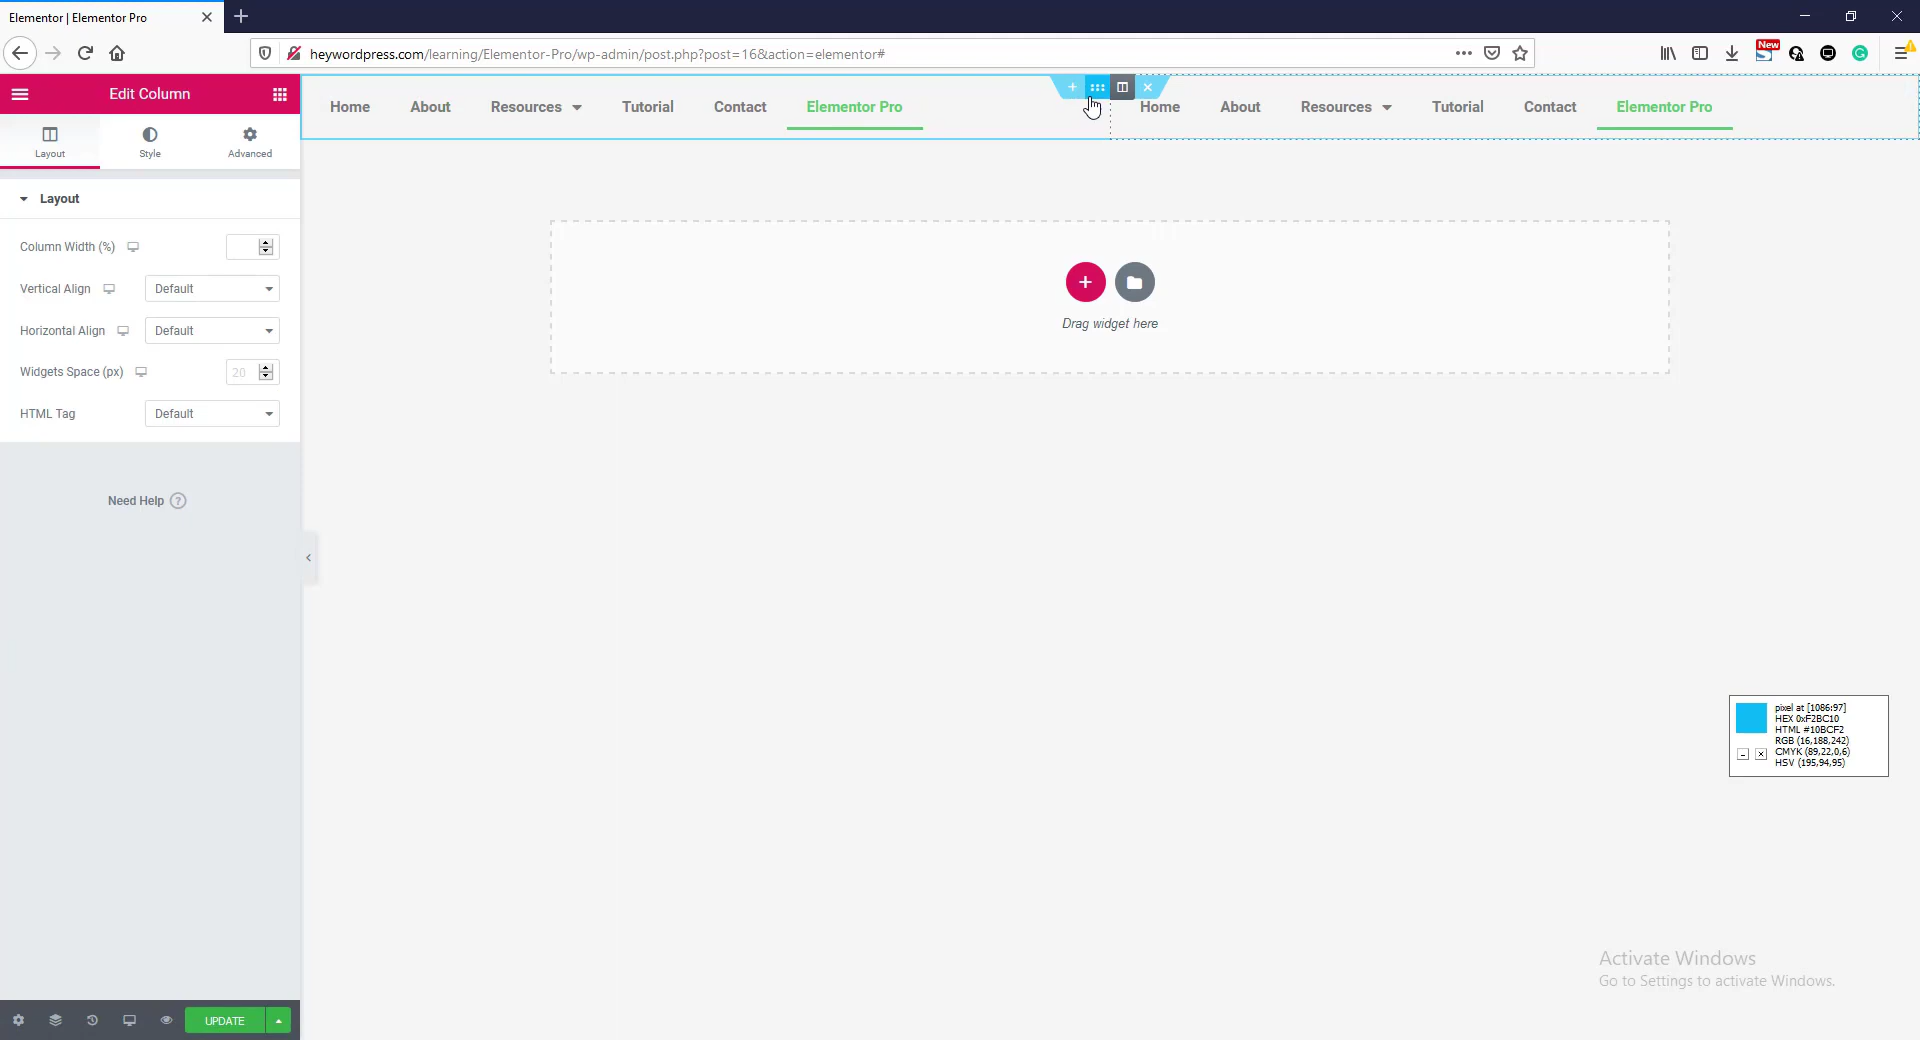 Elementor | Elementor Pro
heywordpress.com/learning/Elementor-Pro/wp-admin/post.php?post=16&action=elementor#
New
Edit Column
Home About Resources Tutorial Contact Elementor Pro
Home About Resources Tutorial Contact Elementor Pro
Layout Style Advanced
Layout
Column Width (%)
Vertical Align Default
Horizontal Align Default
Widgets Space (px) 20
HTML Tag Default
Need Help ?
Drag widget here
pixel at [1086:97]
HEX 0xF2BC10
HTML #10BCF2
RGB (16,188,242)
CMYK (89,22,0,6)
HSV (195,94,95)
Activate Windows
Go to Settings to activate Windows.
UPDATE